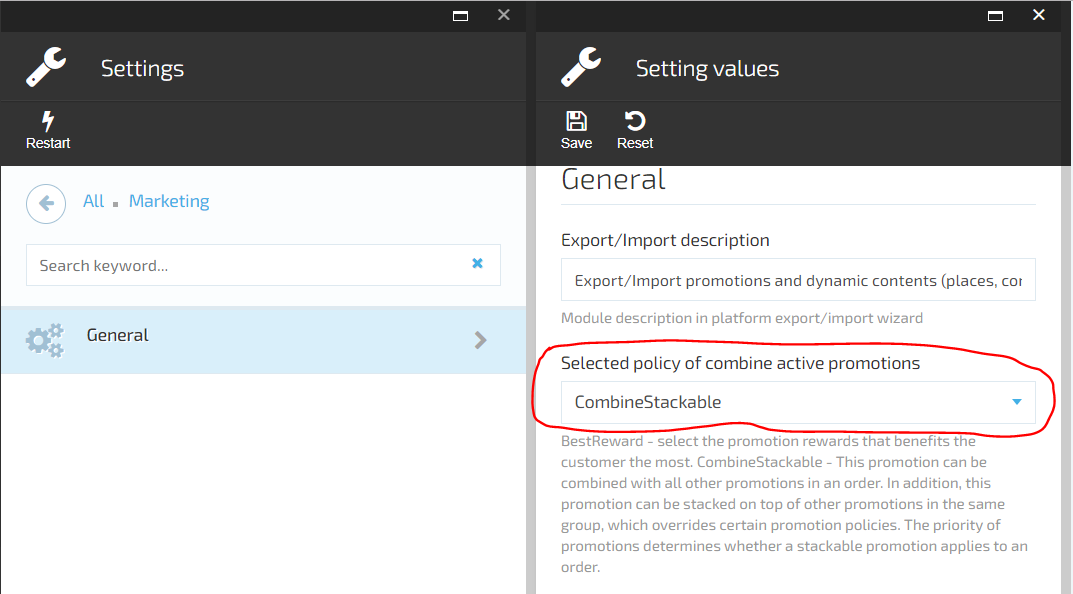 Settings
Restart
All
Marketing
Search keyword...
General
Setting values
Save
Reset
General
Export/Import description
Export/Import promotions and dynamic contents (places, cor
Module description in platform export/import wizard
Selected policy of combine active promotions
CombineStackable
BestReward - select the promotion rewards that benefits the
customer the most. CombineStackable - This promotion can be
combined with all other promotions in an order. In addition, this
promotion can be stacked on top of other promotions in the same
group, which overrides certain promotion policies. The priority of
promotions determines whether a stackable promotion applies to an
order.